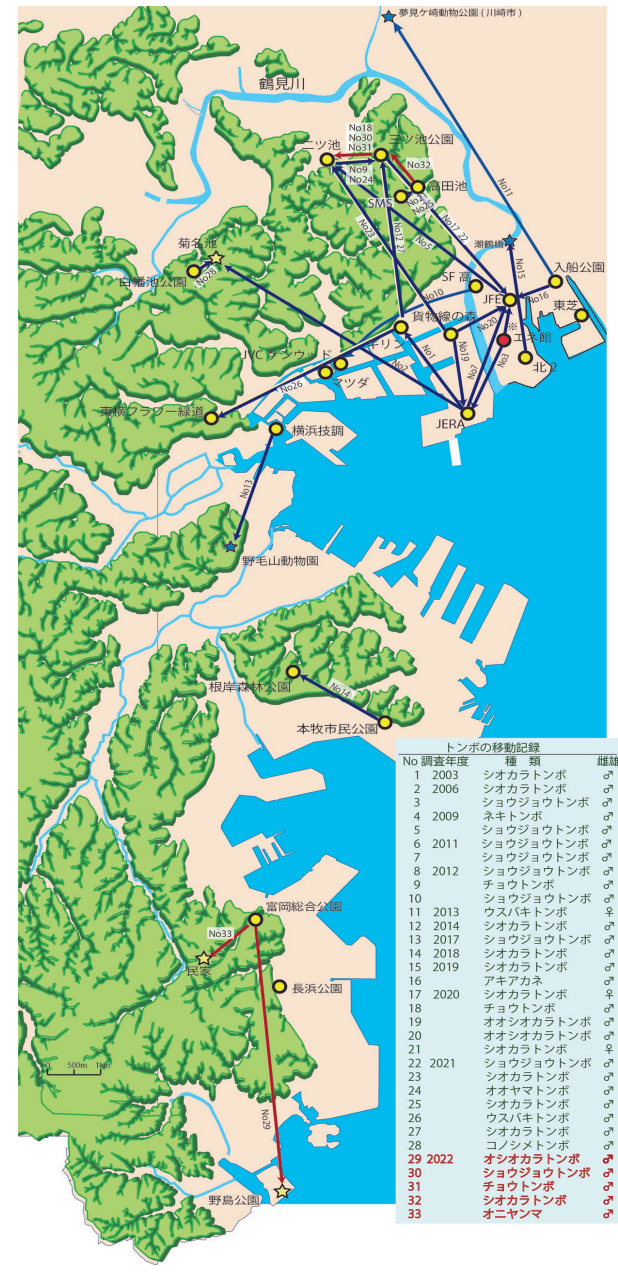 夢見ケ崎動物公園(川崎市)
鶴見川
No18
No30
No31
二ツ池
三ツ池公園
No9
No24
No32
高田池
SMS
No11
No23
No12 27
No5
No17 22
潮鶴橋
No15
菊名池
白幡池公園
No28
SF高
入船公園
No10
JFE
No16
東芝
貨物線の森
No20
※
エネ館
キリン
JVCケンウッド
No1
No19
No7
No3
北2
マツダ
No26
東横フラワー緑道
横浜技調
JERA
No13
野毛山動物園
根岸森林公園
No14
本牧市民公園
富岡総合公園
No33
民家
長浜公園
0 500m 1km
No29
野島公園
トンボの移動記録
No 調査年度 種 類 雌雄
1 2003 シオカラトンボ ♂
2 2006 シオカラトンボ ♂
3 ショウジョウトンボ ♂
4 2009 ネキトンボ ♂
5 ショウジョウトンボ ♂
6 2011 ショウジョウトンボ ♂
7 ショウジョウトンボ ♂
8 2012 ショウジョウトンボ ♂
9 チョウトンボ ♂
10 ショウジョウトンボ ♂
11 2013 ウスバキトンボ ♀
12 2014 シオカラトンボ ♂
13 2017 ショウジョウトンボ ♂
14 2018 シオカラトンボ ♂
15 2019 シオカラトンボ ♂
16 アキアカネ ♂
17 2020 シオカラトンボ ♀
18 チョウトンボ ♂
19 オオシオカラトンボ ♂
20 オオシオカラトンボ ♂
21 シオカラトンボ ♀
22 2021 ショウジョウトンボ ♂
23 シオカラトンボ ♂
24 オオヤマトンボ ♂
25 シオカラトンボ ♂
26 ウスバキトンボ ♂
27 シオカラトンボ ♂
28 コノシメトンボ ♂
29 2022 オシオカラトンボ ♂
30 ショウジョウトンボ ♂
31 チョウトンボ ♂
32 シオカラトンボ ♂
33 オニヤンマ ♂